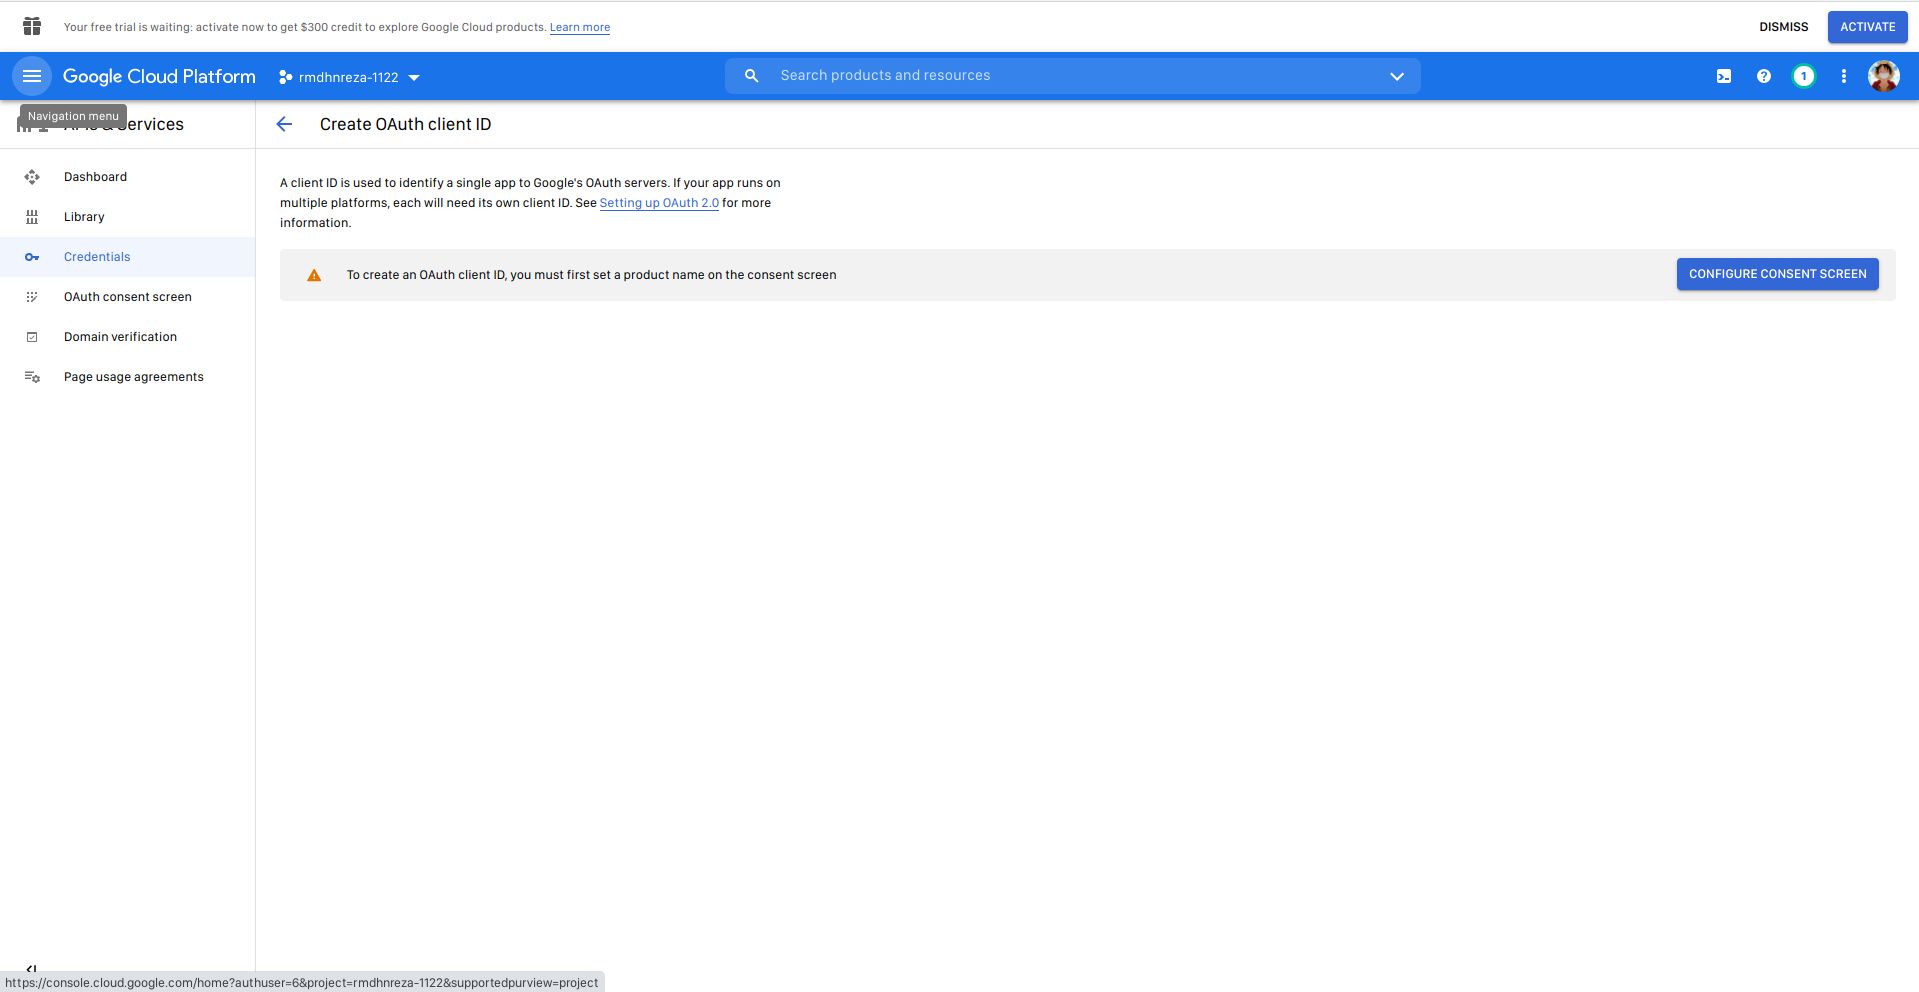 Your free trial is waiting: activate now to get $300 credit to explore Google Cloud products. Learn more
DISMISS
ACTIVATE
Google Cloud Platform
rmdhnreza-1122
Search products and resources
1
Navigation menu
Services
Create OAuth client ID
Dashboard
Library
Credentials
OAuth consent screen
Domain verification
Page usage agreements
A client ID is used to identify a single app to Google's OAuth servers. If your app runs on
multiple platforms, each will need its own client ID. See Setting up OAuth 2.0 for more
information.
To create an OAuth client ID, you must first set a product name on the consent screen
CONFIGURE CONSENT SCREEN
https://console.cloud.google.com/home?authuser=6&project=rmdhnreza-1122&supportedpurview=project